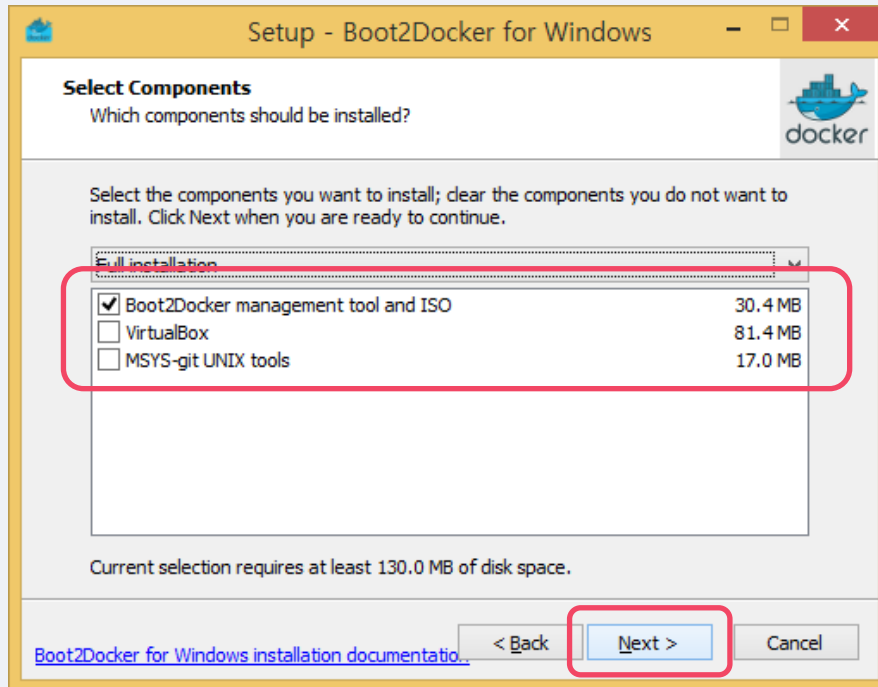 Setup - Boot2Docker for Windows
Select Components
Which components should be installed?
docker
Select the components you want to install; clear the components you do not want to
install. Click Next when you are ready to continue.
Full installation
Boot2Docker management tool and ISO 30.4 MB
VirtualBox 81.4 MB
MSYS-git UNIX tools 17.0 MB
Current selection requires at least 130.0 MB of disk space.
Boot2Docker for Windows installation documentation
< Back Next > Cancel